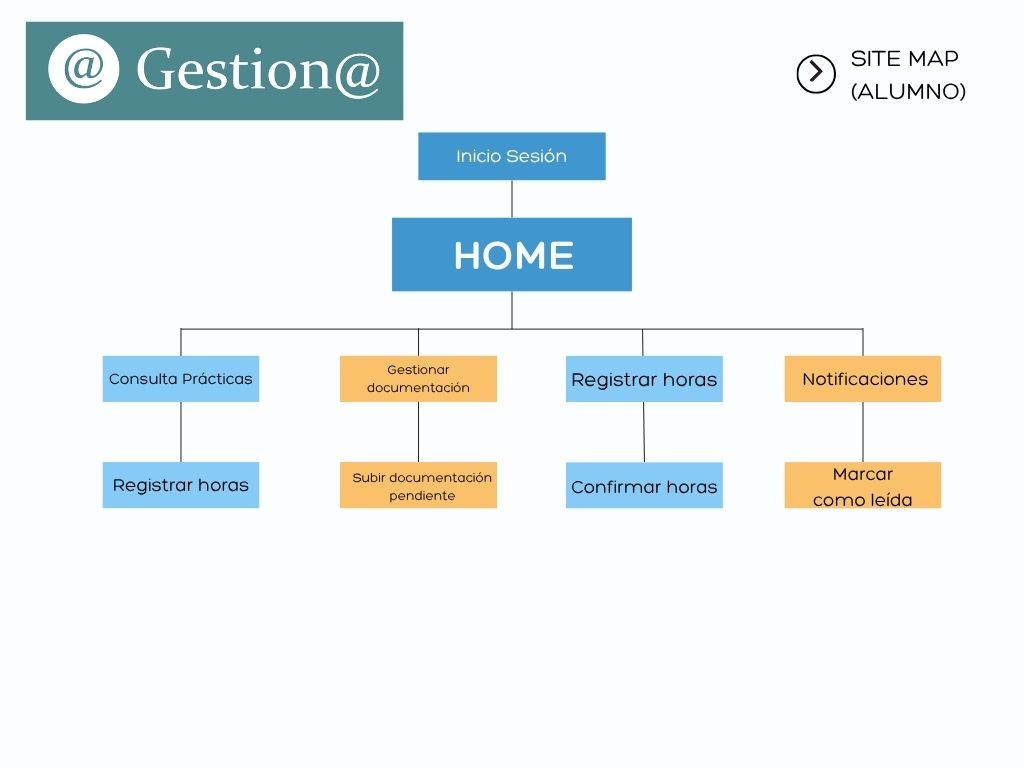 @ Gestion@
SITE MAP
(ALUMNO)
Inicio Sesión
HOME
Consulta Prácticas
Gestionar
documentación
Registrar horas
Notificaciones
Registrar horas
Subir documentación
pendiente
Confirmar horas
Marcar
como leída